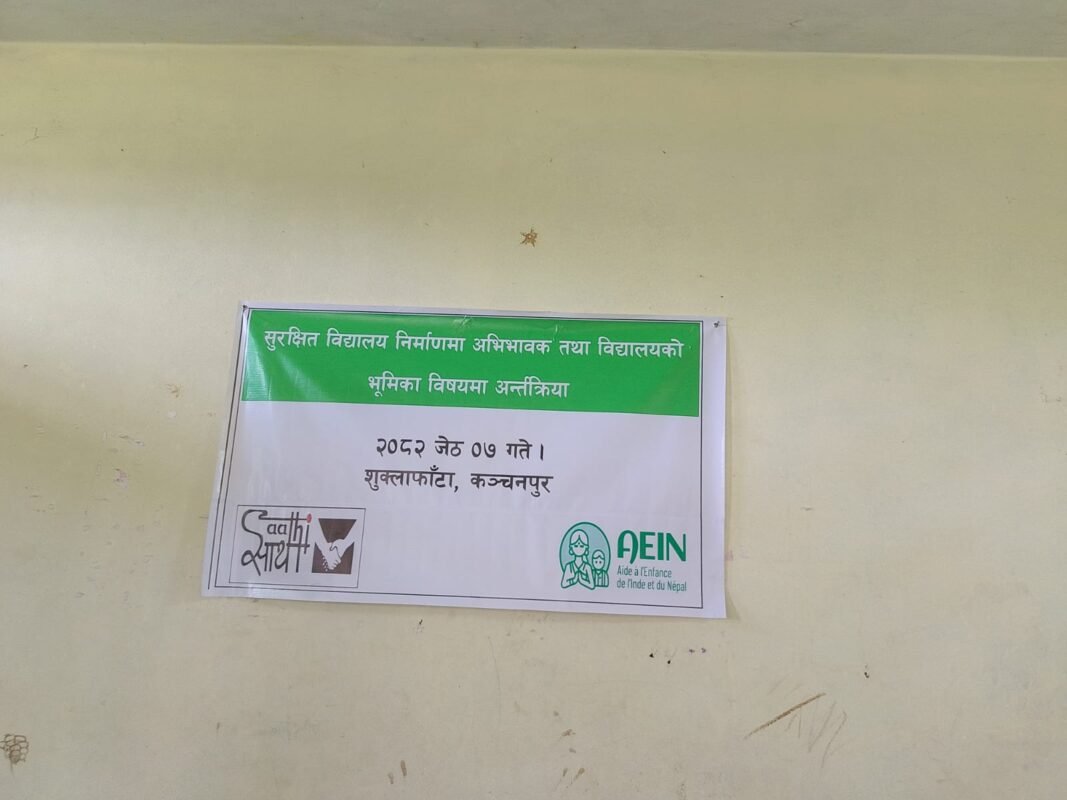 सुरक्षित विद्यालय निर्माणमा अभिभावक तथा विद्यालयको
भूमिका विषयमा अर्न्तक्रिया
२०८२ जेठ ०७ गते ।
शुक्लाफाँटा, कञ्चनपुर
Saathi
साथी
AEIN
Aide à l'Enfance
de l'Inde et du Népal